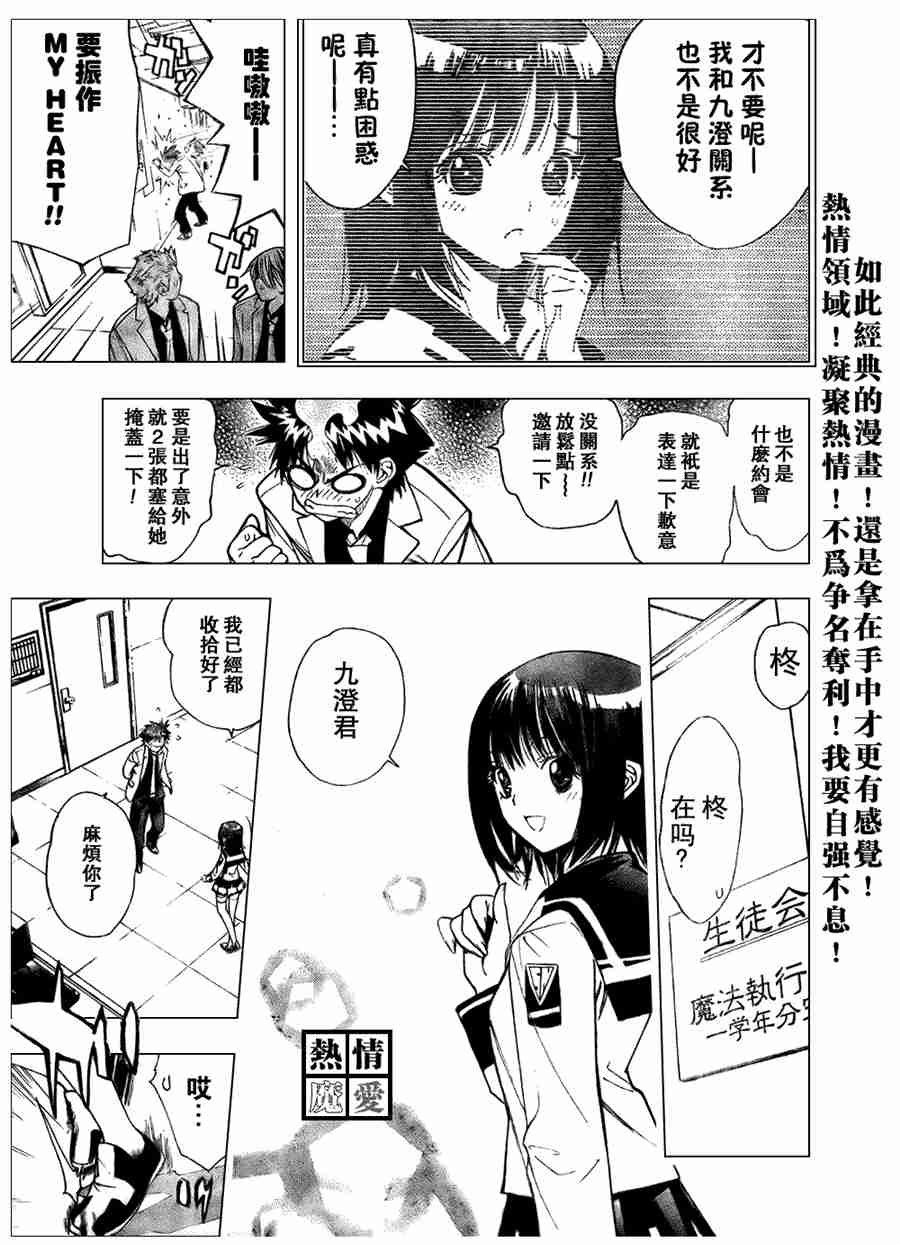 才不要呢—
我和九澄關系
也不是很好
真有點困惑
呢——…
哇嗷嗷—
要振作
MY HEART!!
也不是
什麼約會
就衹是
表達一下歉意
没關系!!
放鬆點~
邀請一下
要是出了意外
就2張都塞給她
掩蓋一下!
柊
柊
在吗?
生徒会
魔法執行
一学年分室
九澄君
我已經都
收拾好了
麻煩你了
哎…
熱情
魔愛
如此經典的漫畫!還是拿在手中才更有感覺!
熱情領域!凝聚熱情!不爲争名奪利!我要自强不息!